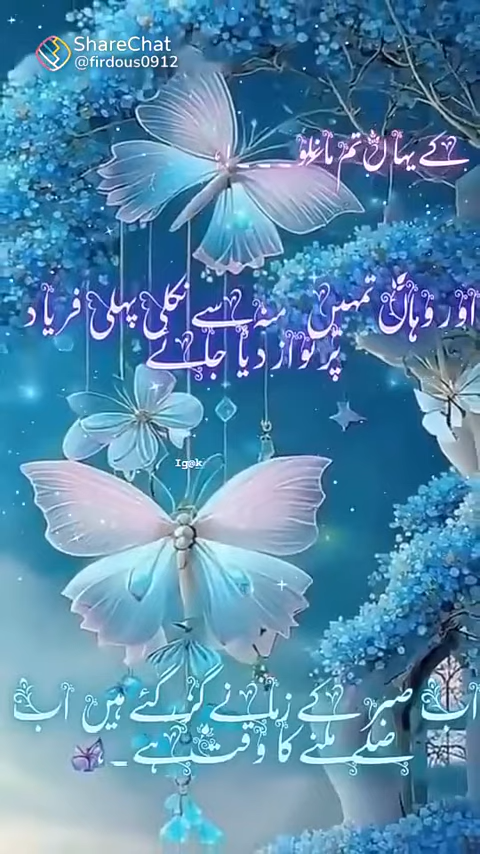 ShareChat
@firdous0912
کے یہاں تم مانگو ۔ ۔ ۔
اور وہاں تمہیں منہ سے نکلی پہلی فریاد
پر نواز دیا جائے
Ig@k
اب صبر کے زمانے گزر گئے ہیں اب
صلے ملنے کا وقت ہے ۔